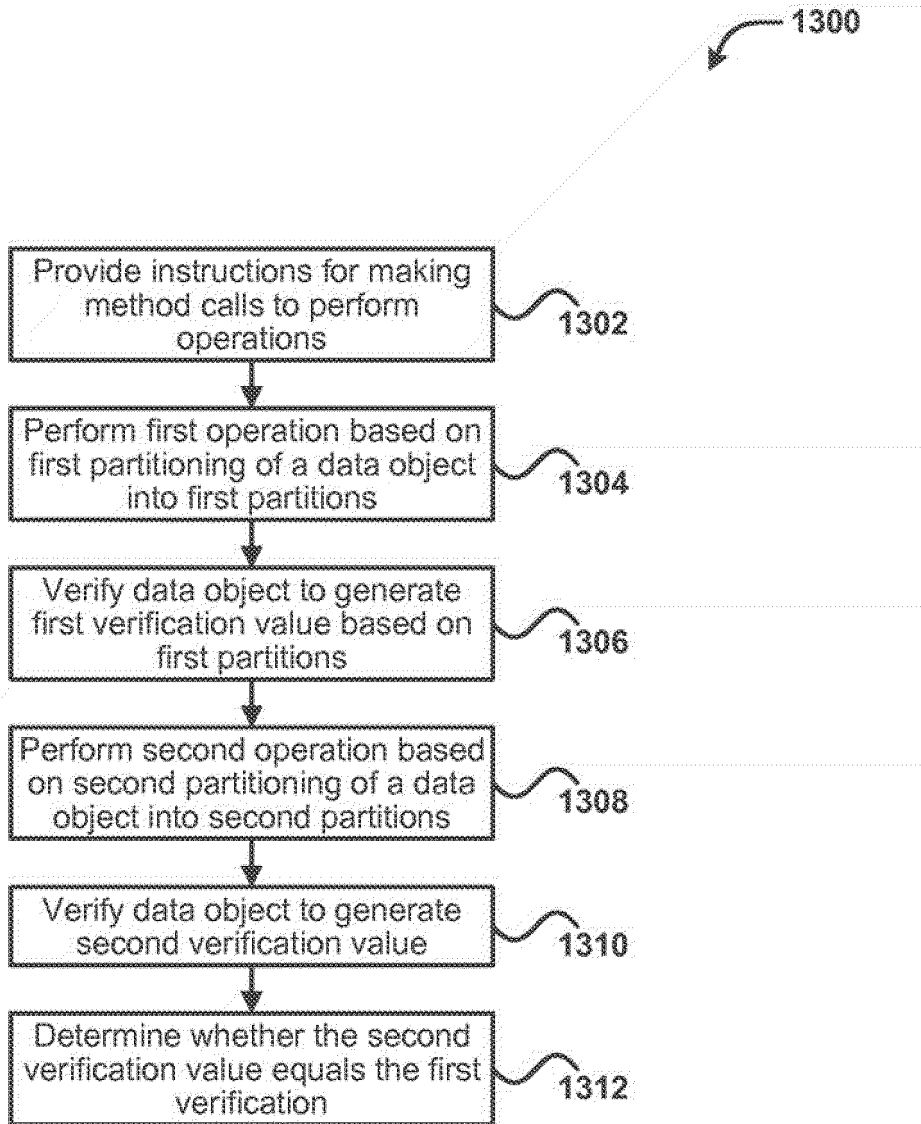 1300
Provide instructions for making
method calls to perform
operations
1302
Perform first operation based on
first partitioning of a data object
into first partitions
1304
Verify data object to generate
first verification value based on
first partitions
1306
Perform second operation based
on second partitioning of a data
object into second partitions
1308
Verify data object to generate
second verification value
1310
Determine whether the second
verification value equals the first
verification
1312